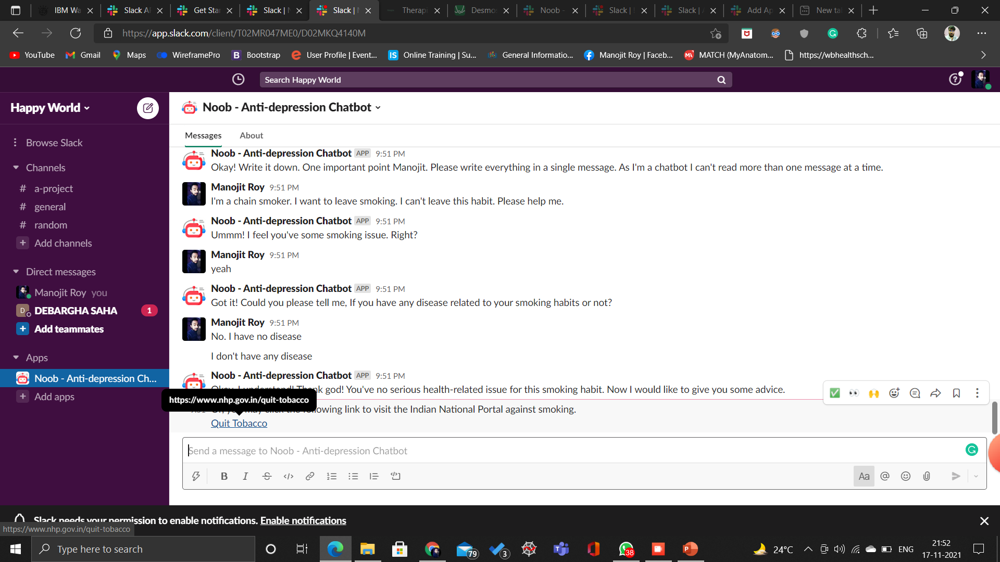 IBM Wa
Slack Al
Get Star
Slack | N
Slack | N
Therapi
Desmos
Noob -
Slack |
Slack | A
Add Ap
New ta
https://app.slack.com/client/T02MR047ME0/D02MKQ4140M
YouTube
Gmail
Maps
WireframePro
Bootstrap
User Profile | Event...
Online Training | Su...
General Informatio...
Manojit Roy | Faceb...
MATCH (MyAnatom...
https://wbhealthsch...
Search Happy World
Happy World
Noob - Anti-depression Chatbot
Messages
About
Browse Slack
Channels
# a-project
# general
# random
+ Add channels
Direct messages
Manojit Roy you
D DEBARGHA SAHA 1
+ Add teammates
Apps
Noob - Anti-depression Ch...
+ Add apps
Noob - Anti-depression Chatbot APP 9:51 PM
Okay! Write it down. One important point Manojit. Please write everything in a single message. As I'm a chatbot I can't read more than one message at a time.
Manojit Roy 9:51 PM
I'm a chain smoker. I want to leave smoking. I can't leave this habit. Please help me.
Noob - Anti-depression Chatbot APP 9:51 PM
Ummm! I feel you've some smoking issue. Right?
Manojit Roy 9:51 PM
yeah
Noob - Anti-depression Chatbot APP 9:51 PM
Got it! Could you please tell me, If you have any disease related to your smoking habits or not?
Manojit Roy 9:51 PM
No. I have no disease
I don't have any disease
Noob - Anti-depression Chatbot APP 9:51 PM
Okay, I understand! Thank god! You've no serious health-related issue for this smoking habit. Now I would like to give you some advice.
https://www.nhp.gov.in/quit-tobacco
you may click the following link to visit the Indian National Portal against smoking.
Quit Tobacco
Send a message to Noob - Anti-depression Chatbot
B
I
Aa
Slack needs your permission to enable notifications. Enable notifications
https://www.nhp.gov.in/quit-tobacco
Type here to search
79
3
38
24°C
ENG
21:52
17-11-2021